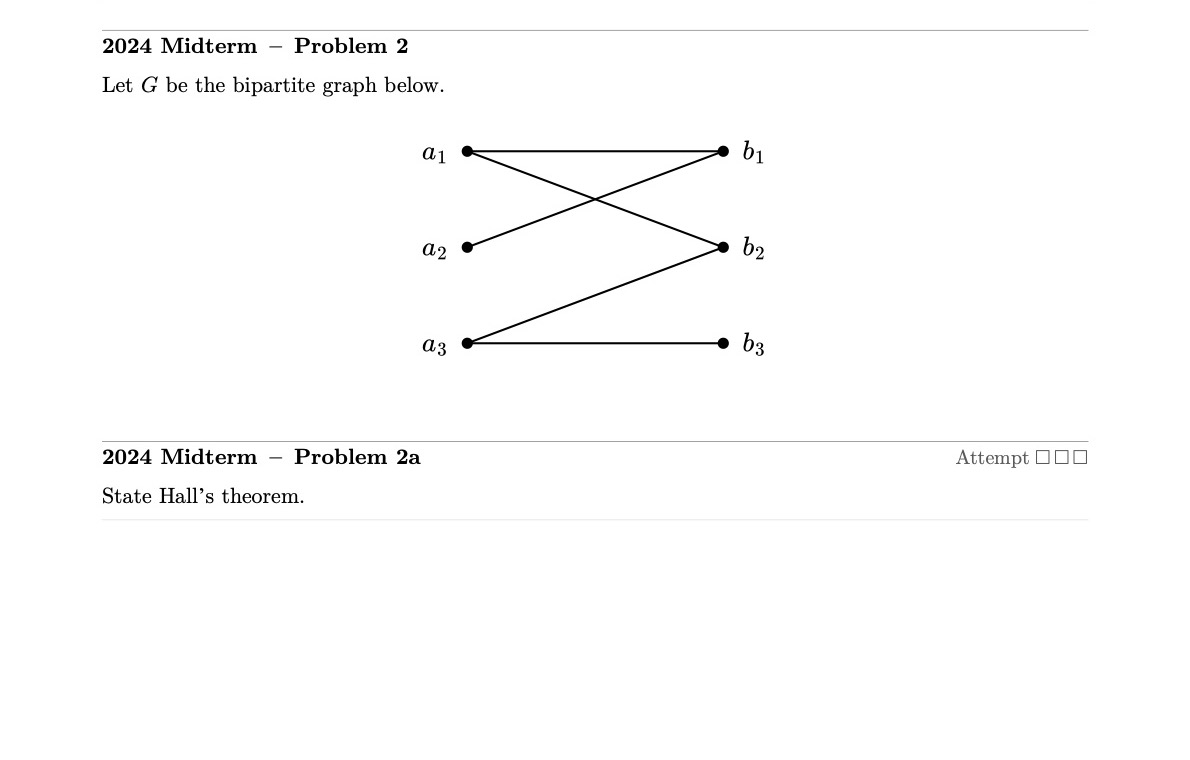 2024 Midterm – Problem 2
Let G be the bipartite graph below.
a₁ b₁
a₂ b₂
a₃ b₃
2024 Midterm – Problem 2a Attempt □ □ □
State Hall’s theorem.